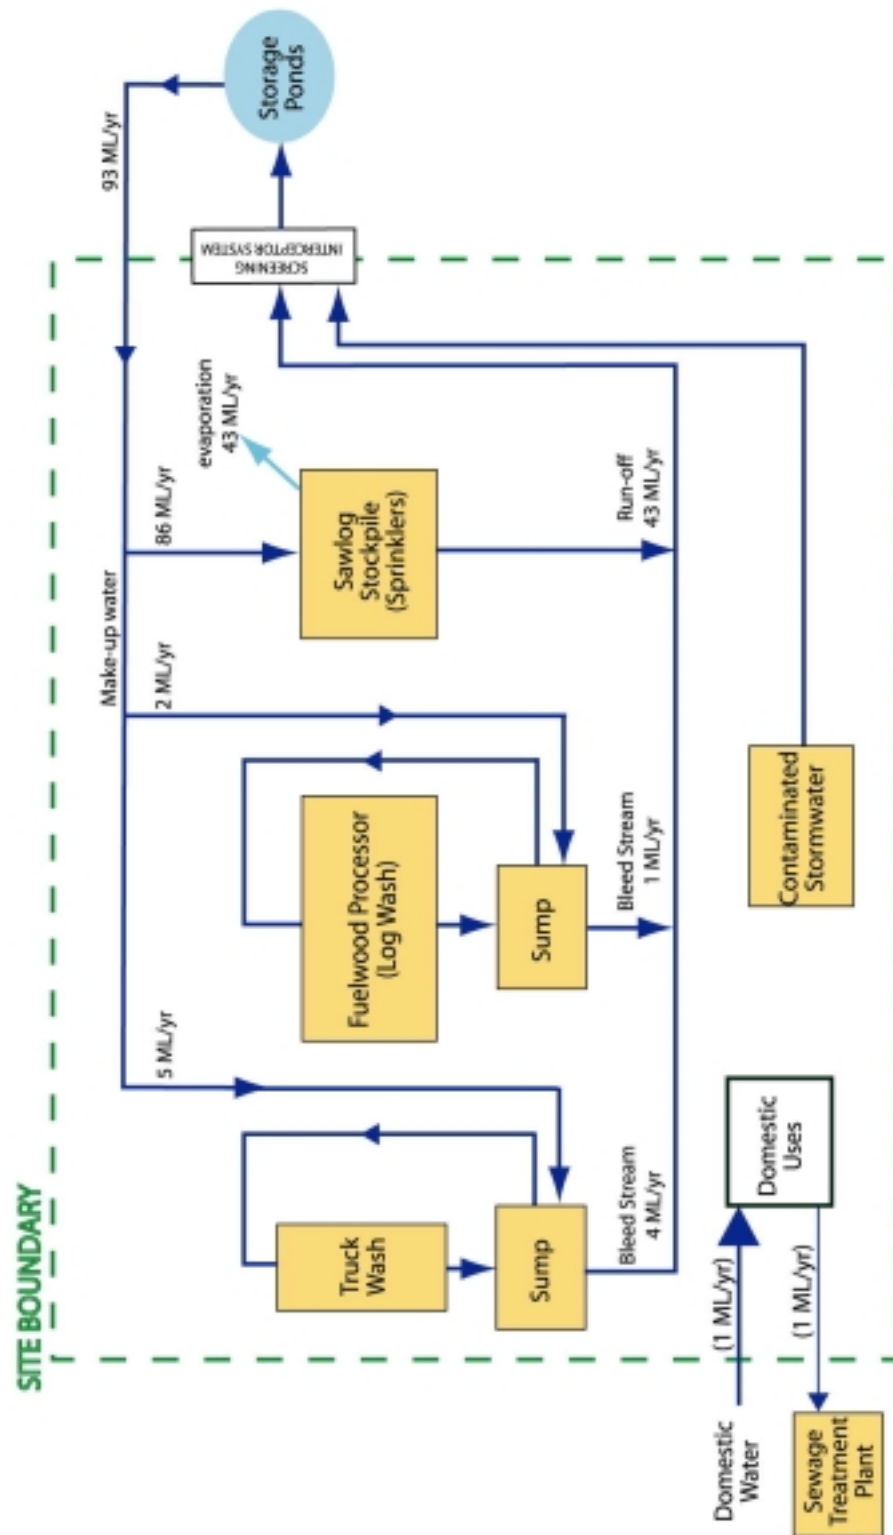 SITE BOUNDARY
Make-up water
93 ML/yr
5 ML/yr
2 ML/yr
86 ML/yr
evaporation
43 ML/yr
Storage
Ponds
SCREENING
INTERCEPTOR SYSTEM
Truck
Wash
Fuelwood Processor
(Log Wash)
Sawlog
Stockpile
(Sprinklers)
Sump
Sump
Bleed Stream
4 ML/yr
Bleed Stream
1 ML/yr
Run-off
43 ML/yr
Domestic
Water
(1 ML/yr)
Domestic
Uses
(1 ML/yr)
Sewage
Treatment
Plant
Contaminated
Stormwater